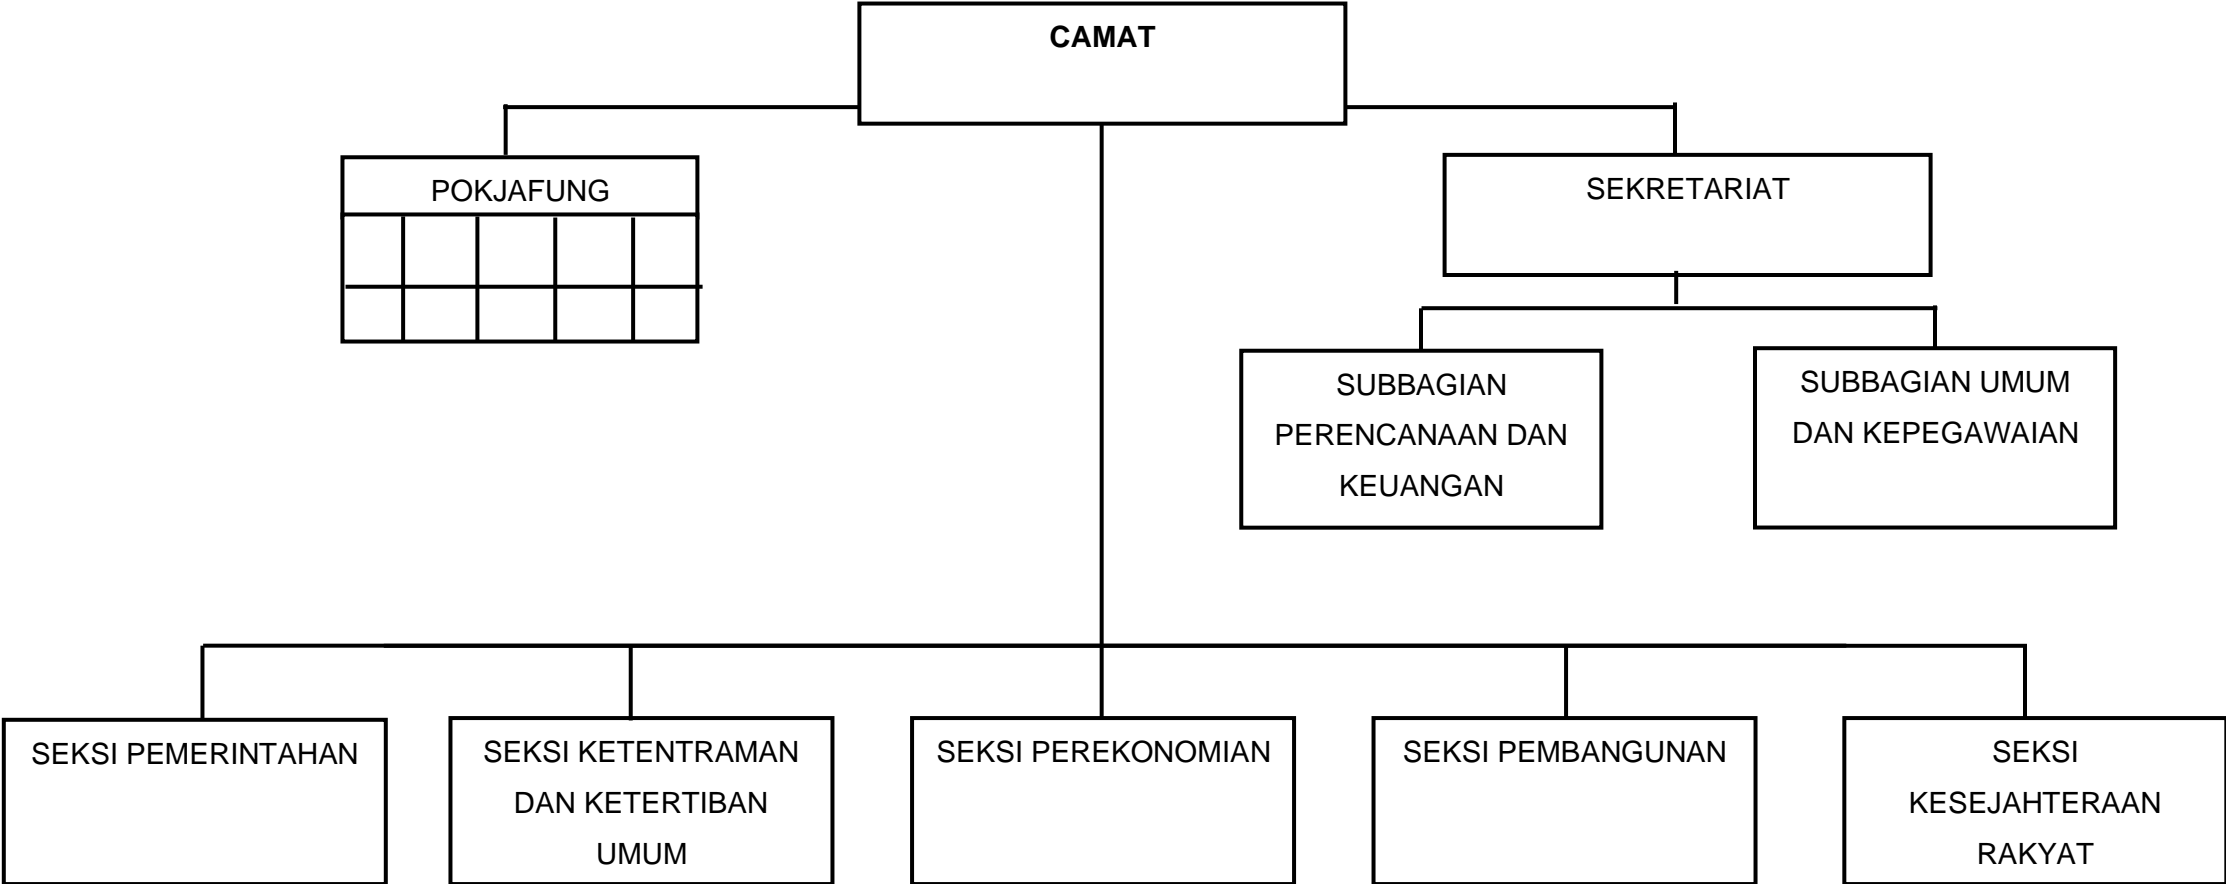 CAMAT
POKJAFUNG
SEKRETARIAT
SUBBAGIAN
PERENCANAAN DAN
KEUANGAN
SUBBAGIAN UMUM
DAN KEPEGAWAIAN
SEKSI PEMERINTAHAN
SEKSI KETENTRAMAN
DAN KETERTIBAN
UMUM
SEKSI PEREKONOMIAN
SEKSI PEMBANGUNAN
SEKSI
KESEJAHTERAAN
RAKYAT